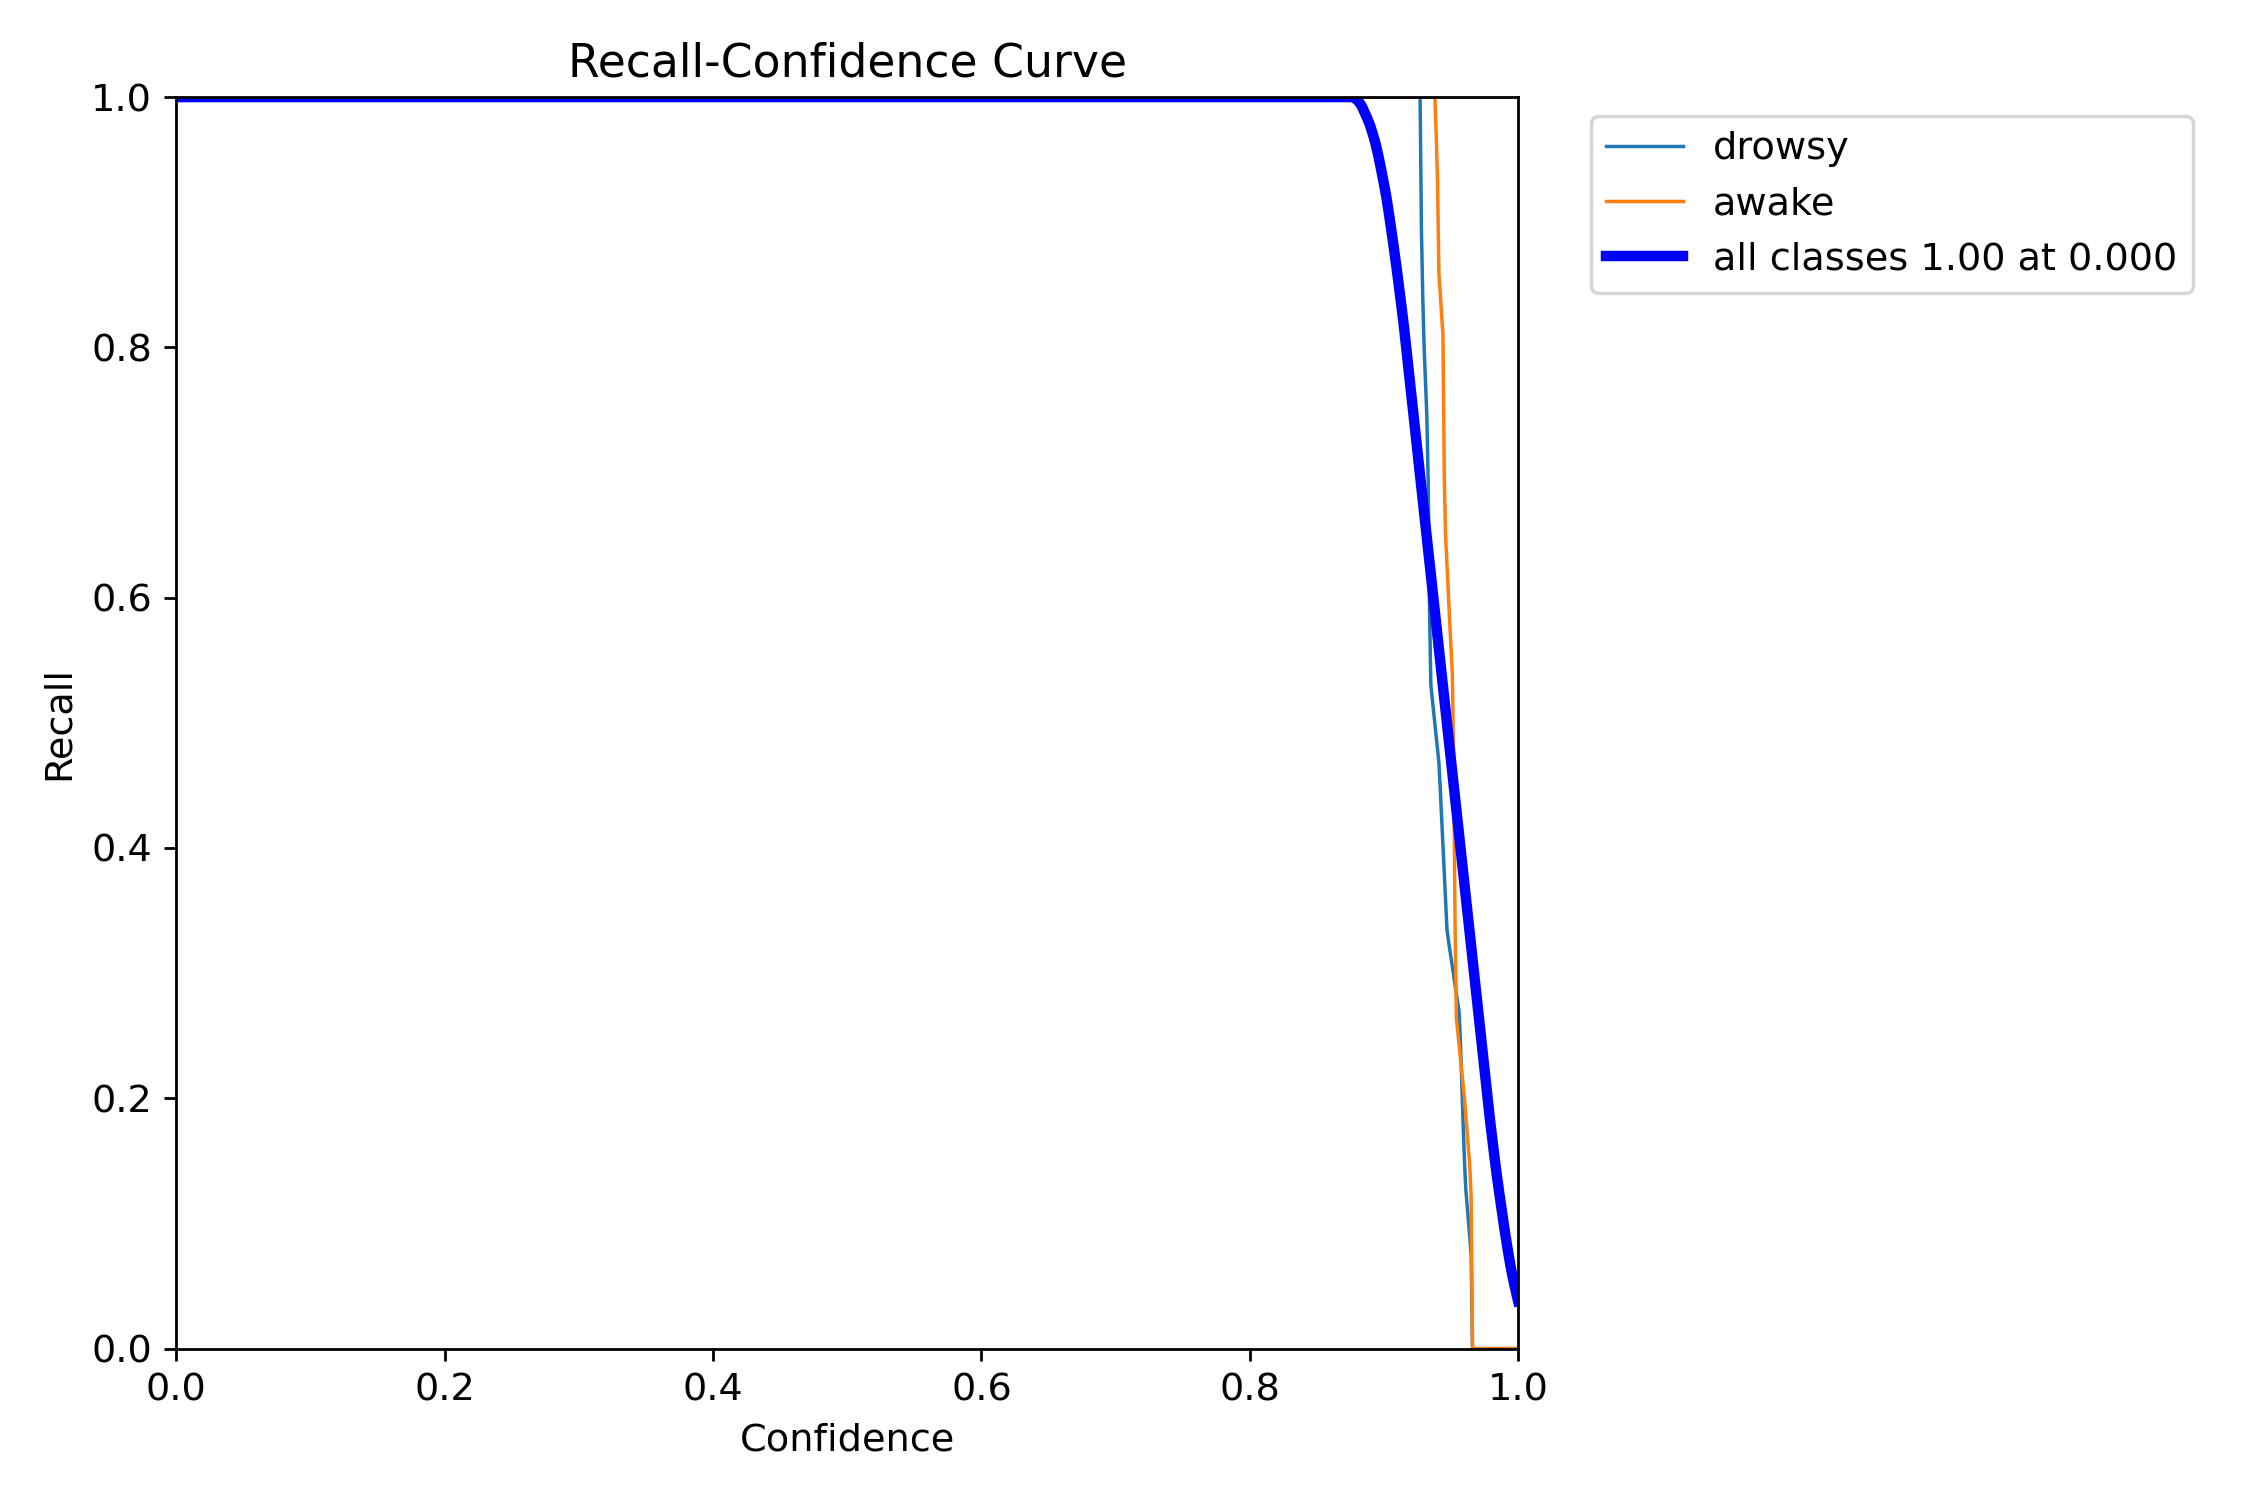 Recall-Confidence Curve
1.0
0.8
0.6
0.4
0.2
0.0
Recall
0.0 0.2 0.4 0.6 0.8 1.0
Confidence
drowsy
awake
all classes 1.00 at 0.000